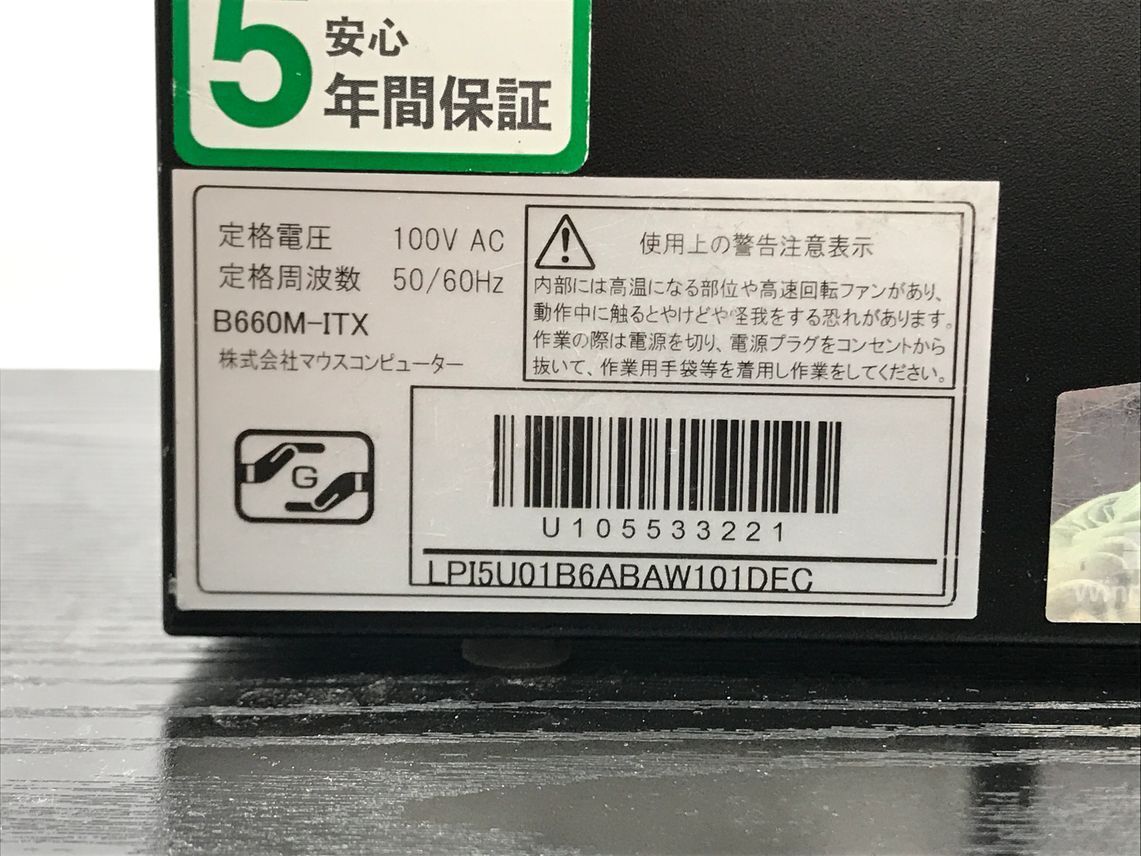 5 安心
年間保証
定格電圧 100V AC
定格周波数 50/60Hz
B660M-ITX
株式会社マウスコンピューター
G
使用上の警告注意表示
内部には高温になる部位や高速回転ファンがあり、
動作中に触るとやけどや怪我をする恐れがあります。
作業の際は電源を切り、電源プラグをコンセントから
抜いて、作業用手袋等を着用し作業をしてください。
U105533221
LPI5U01B6ABAW101DEC